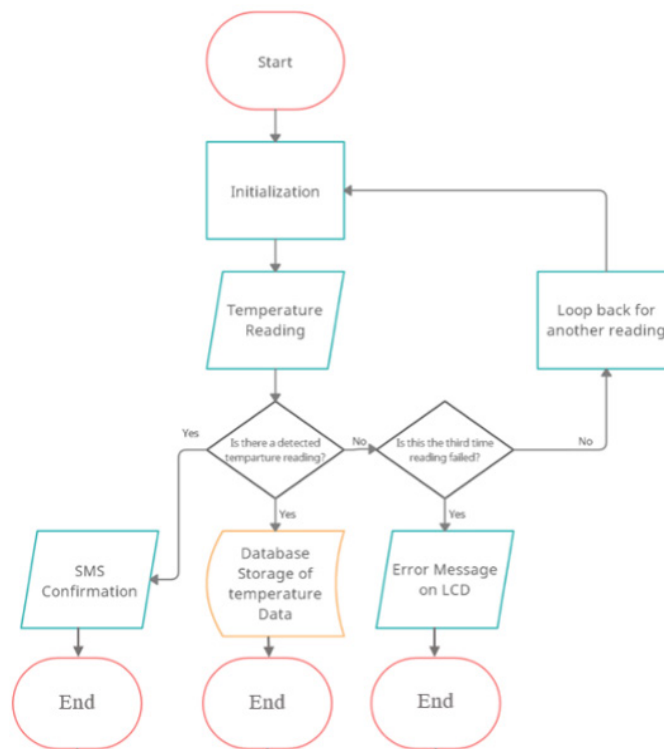 Start
Initialization
Temperature
Reading
Loop back for
another reading
Yes
Is there a detected
temparture reading?
No
Is this the third time
reading failed?
No
Yes
Yes
SMS
Confirmation
Database
Storage of
temperature
Data
Error Message
on LCD
End
End
End